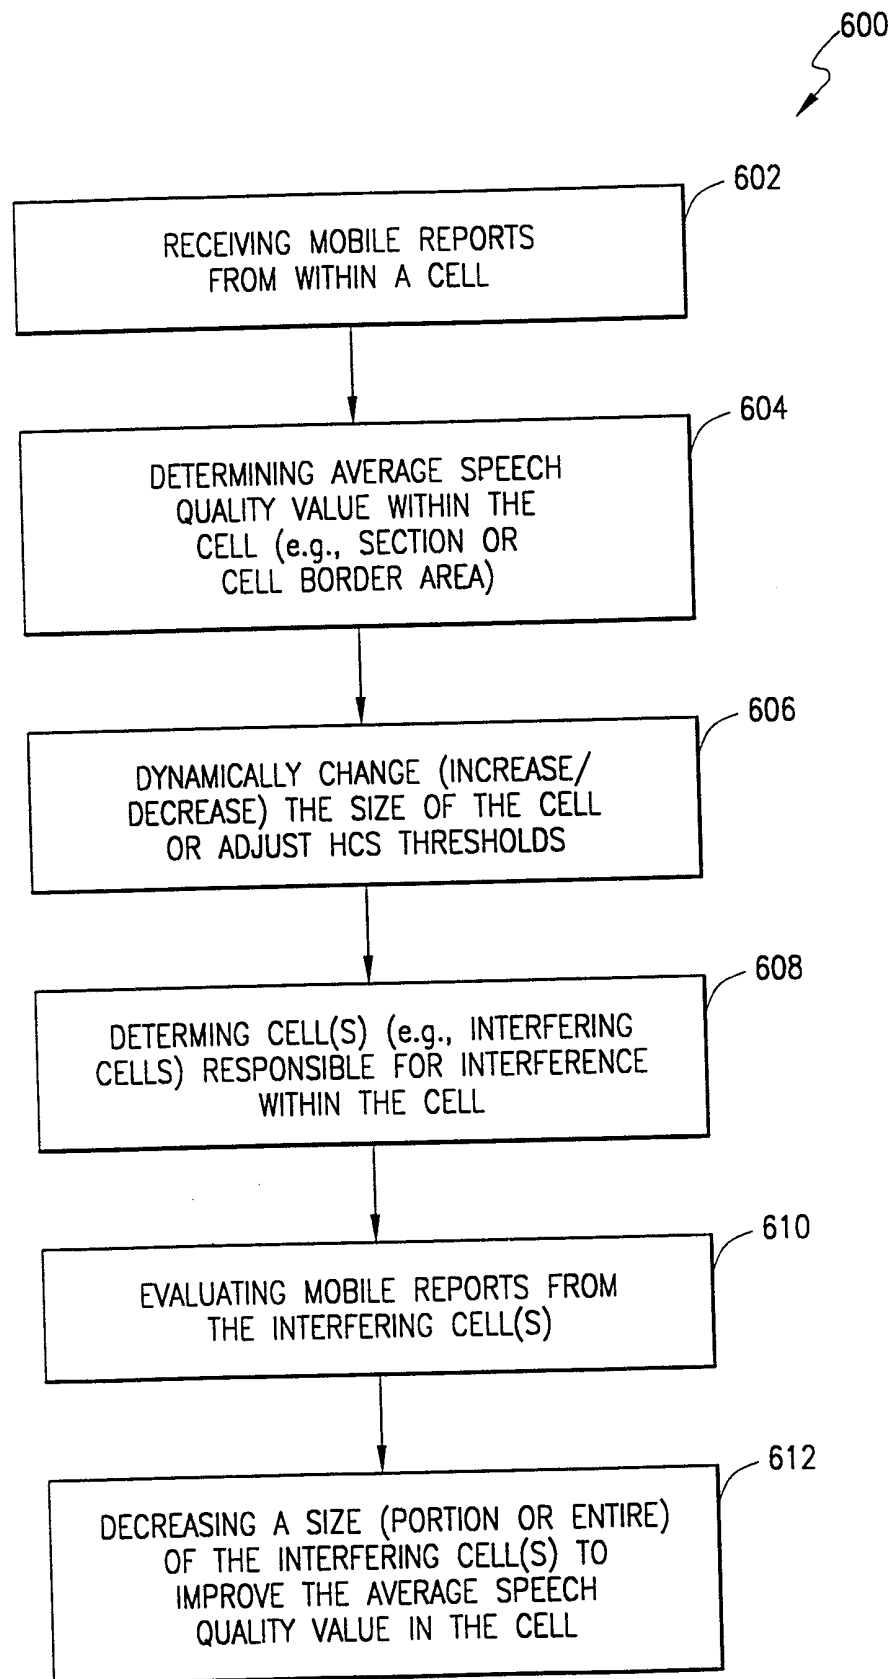 600
602
RECEIVING MOBILE REPORTS
FROM WITHIN A CELL
604
DETERMINING AVERAGE SPEECH
QUALITY VALUE WITHIN THE
CELL (e.g., SECTION OR
CELL BORDER AREA)
606
DYNAMICALLY CHANGE (INCREASE/
DECREASE) THE SIZE OF THE CELL
OR ADJUST HCS THRESHOLDS
608
DETERMING CELL(S) (e.g., INTERFERING
CELLS) RESPONSIBLE FOR INTERFERENCE
WITHIN THE CELL
610
EVALUATING MOBILE REPORTS FROM
THE INTERFERING CELL(S)
612
DECREASING A SIZE (PORTION OR ENTIRE)
OF THE INTERFERING CELL(S) TO
IMPROVE THE AVERAGE SPEECH
QUALITY VALUE IN THE CELL